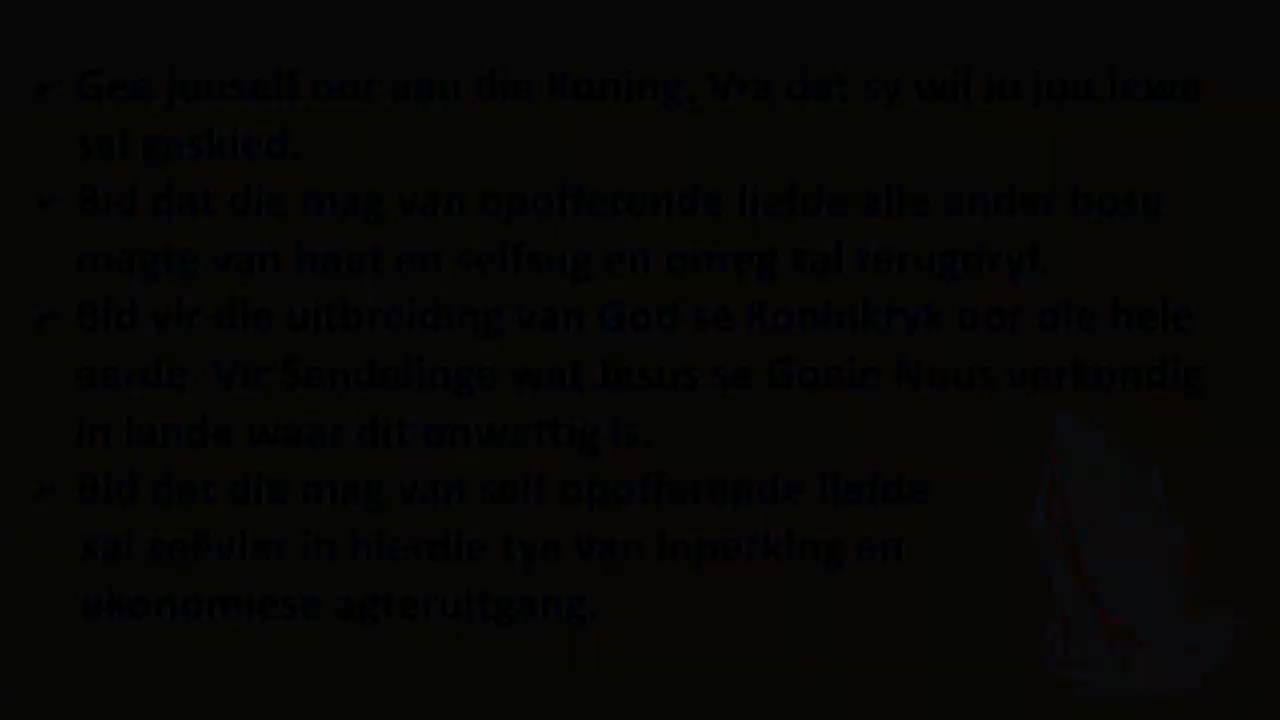 ➢ Gee jouself oor aan die Koning, Vra dat sy wil in jou lewe
sal geskied.
➢ Bid dat die mag van opofferende liefde alle ander bose
magte van haat en selfsug en onreg sal terugdryf.
➢ Bid vir die uitbreiding van God se Koninkryk oor die hele
aarde. Vir Sendelinge wat Jesus se Goeie Nuus verkondig
in lande waar dit onwettig is.
➢ Bid dat die mag van self opofferende liefde
sal seëvier in hierdie tye van inperking en
ekonomiese agteruitgang.